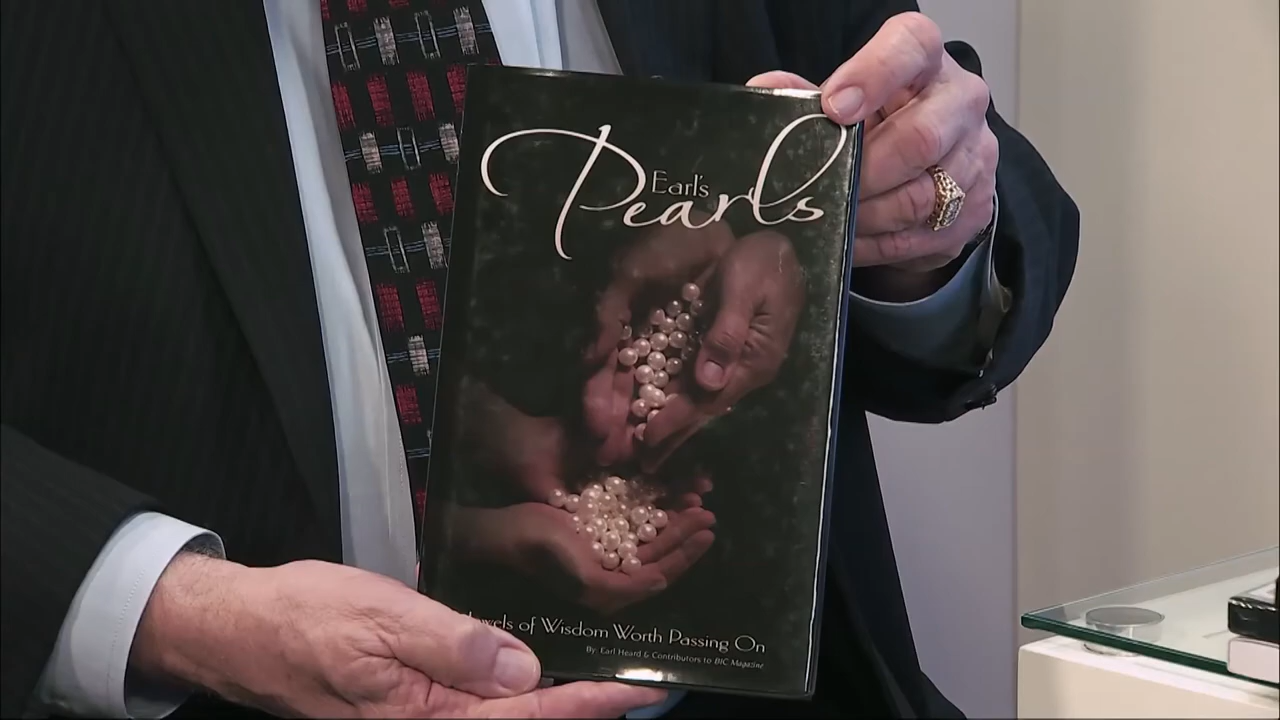 Earl's
Pearls
Jewels of Wisdom Worth Passing On
By: Earl Heard & Contributors to BIC Magazine